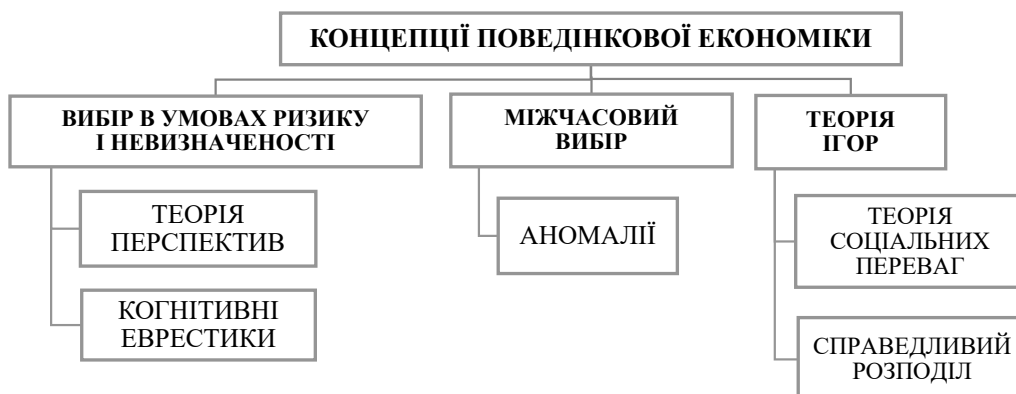 КОНЦЕПЦІЇ ПОВЕДІНКОВОЇ ЕКОНОМІКИ
ВИБІР В УМОВАХ РИЗИКУ
І НЕВИЗНАЧЕНОСТІ
ТЕОРІЯ
ПЕРСПЕКТИВ
КОГНІТИВНІ
ЕВРЕСТИКИ
МІЖЧАСОВИЙ
ВИБІР
АНОМАЛІЇ
ТЕОРІЯ
ІГОР
ТЕОРІЯ
СОЦІАЛЬНИХ
ПЕРЕВАГ
СПРАВЕДЛИВИЙ
РОЗПОДІЛ